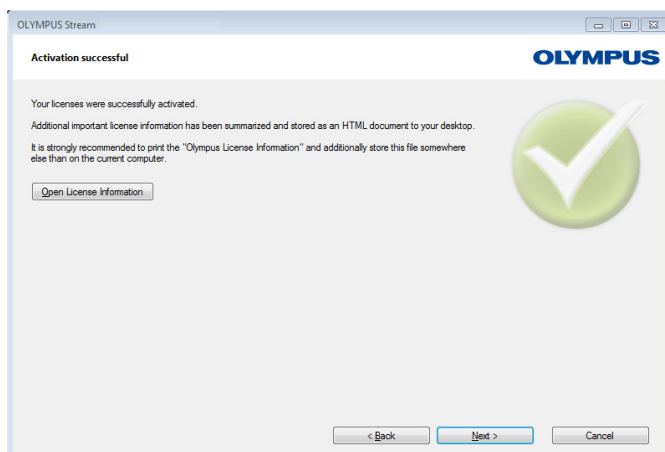 OLYMPUS Stream
Activation successful
OLYMPUS
Your licenses were successfully activated.
Additional important license information has been summarized and stored as an HTML document to your desktop.
It is strongly recommended to print the "Olympus License Information" and additionally store this file somewhere
else than on the current computer.
Open License Information
< Back
Next >
Cancel